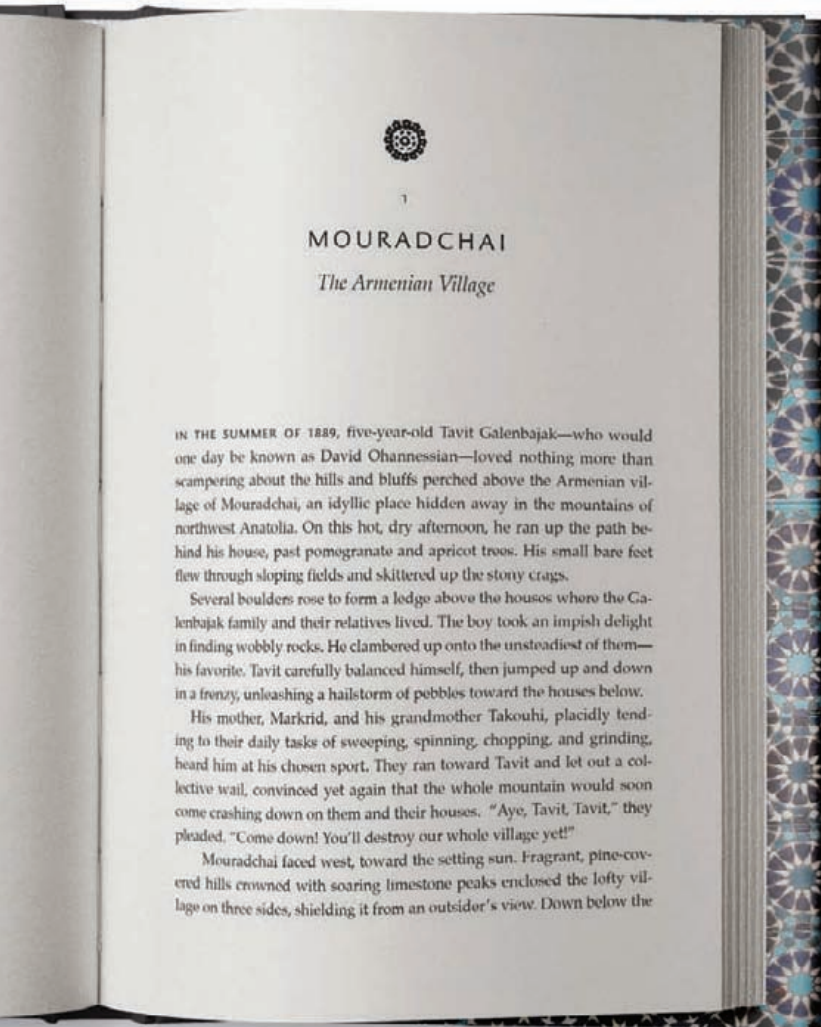 1
MOURADCHAI
The Armenian Village
IN THE SUMMER OF 1889, five-year-old Tavit Galenbajak—who would
one day be known as David Ohannessian—loved nothing more than
scampering about the hills and bluffs perched above the Armenian vil-
lage of Mouradchai, an idyllic place hidden away in the mountains of
northwest Anatolia. On this hot, dry afternoon, he ran up the path be-
hind his house, past pomegranate and apricot trees. His small bare feet
flew through sloping fields and skittered up the stony crags.
Several boulders rose to form a ledge above the houses where the Ga-
lenbajak family and their relatives lived. The boy took an impish delight
in finding wobbly rocks. He clambered up onto the unsteadiest of them—
his favorite. Tavit carefully balanced himself, then jumped up and down
in a frenzy, unleashing a hailstorm of pebbles toward the houses below.
His mother, Markrid, and his grandmother Takouhi, placidly tend-
ing to their daily tasks of sweeping, spinning, chopping, and grinding,
heard him at his chosen sport. They ran toward Tavit and let out a col-
lective wail, convinced yet again that the whole mountain would soon
come crashing down on them and their houses. "Aye, Tavit, Tavit," they
pleaded. "Come down! You'll destroy our whole village yet!"
Mouradchai faced west, toward the setting sun. Fragrant, pine-cov-
ered hills crowned with soaring limestone peaks enclosed the lofty vil-
lage on three sides, shielding it from an outsider's view. Down below the